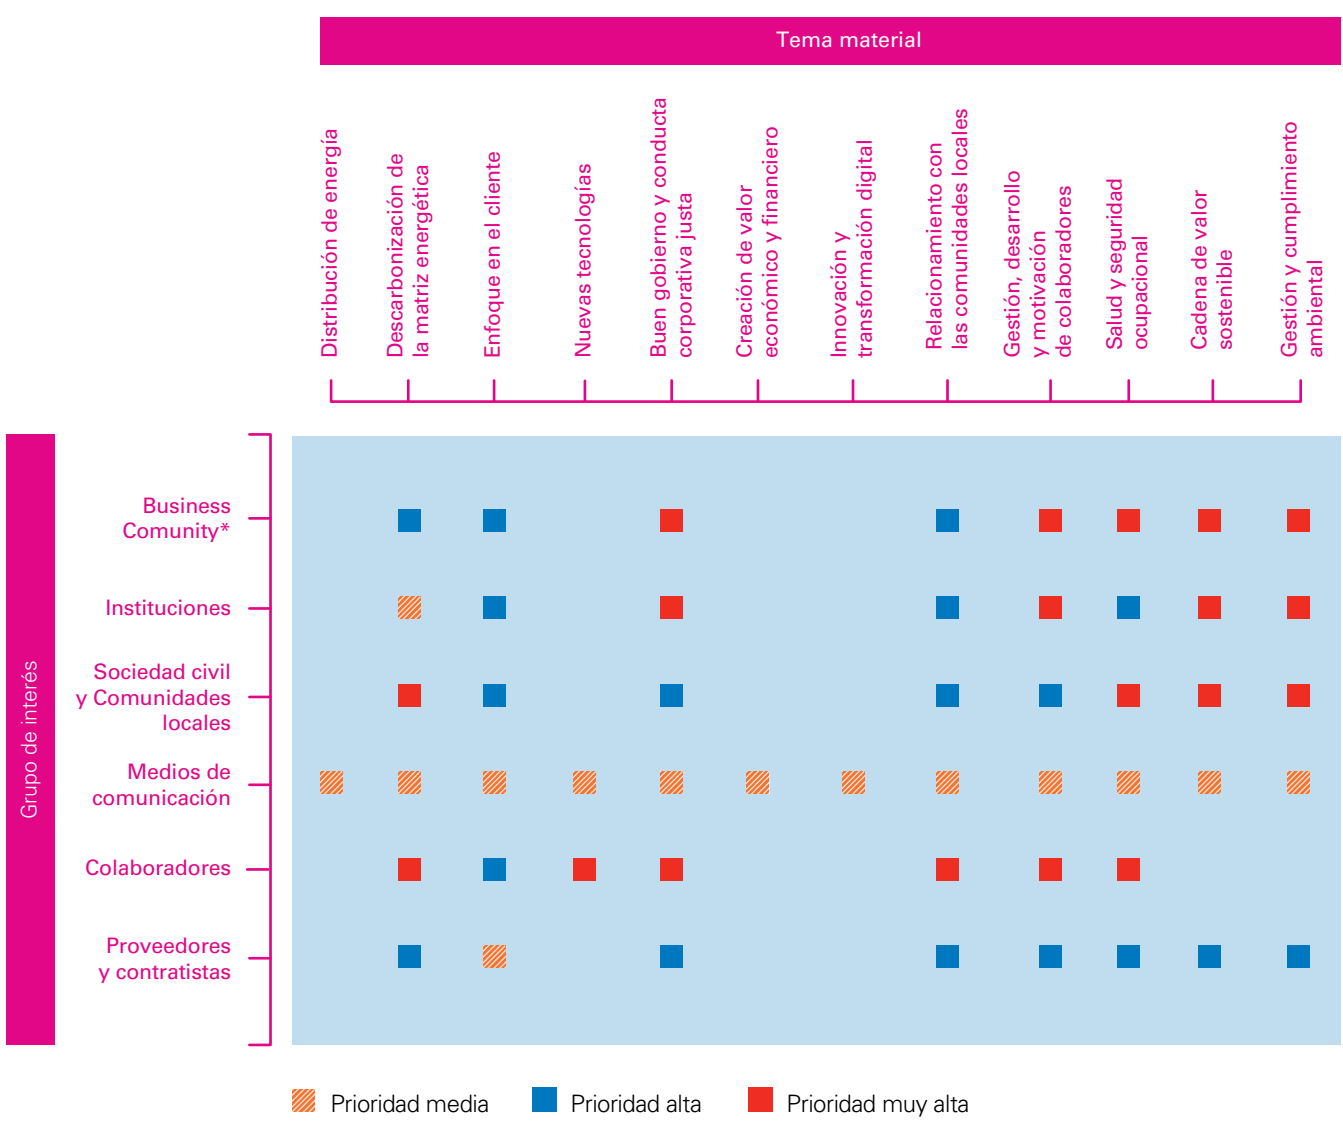 Tema material
Distribución de energía
Descarbonización de
la matriz energética
Enfoque en el cliente
Nuevas tecnologías
Buen gobierno y conducta
corporativa justa
Creación de valor
económico y financiero
Innovación y
transformación digital
Relacionamiento con
las comunidades locales
Gestión, desarrollo
y motivación
de colaboradores
Salud y seguridad
ocupacional
Cadena de valor
sostenible
Gestión y cumplimiento
ambiental
Grupo de interés
Business
Comunity*
Instituciones
Sociedad civil
y Comunidades
locales
Medios de
comunicación
Colaboradores
Proveedores
y contratistas
Prioridad media
Prioridad alta
Prioridad muy alta